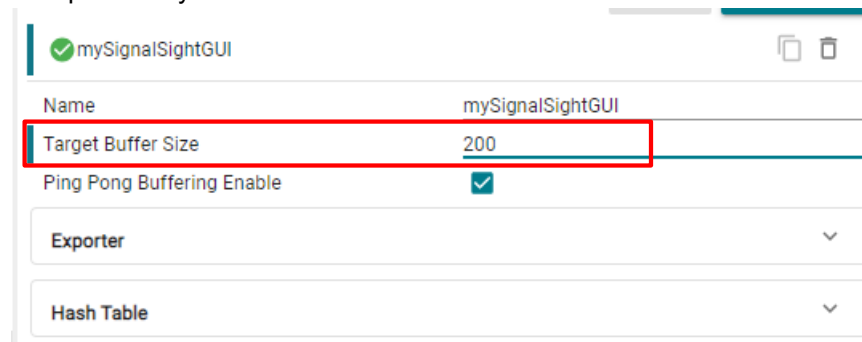 mySignalSightGUI
Name mySignalSightGUI
Target Buffer Size 200
Ping Pong Buffering Enable
Exporter
Hash Table